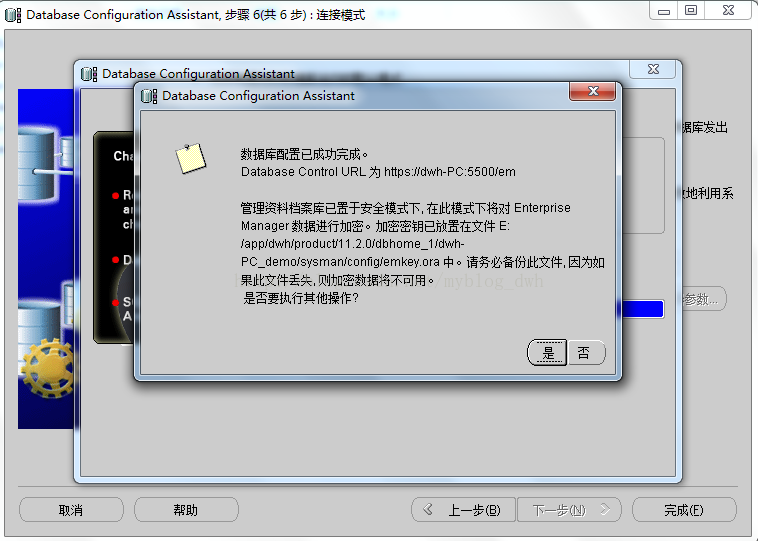 Database Configuration Assistant, 步骤 6(共 6 步) : 连接模式
Database Configuration Assistant
Database Configuration Assistant
据库发出
数据库配置已成功完成。
Database Control URL 为 https://dwh-PC:5500/em
管理资料档案库已置于安全模式下, 在此模式下将对 Enterprise
Manager 数据进行加密。加密密钥已放置在文件 E:
/app/dwh/product/11.2.0/dbhome_1/dwh-
PC_demo/sysman/config/emkey.ora 中。请务必备份此文件, 因为如
果此文件丢失, 则加密数据将不可用。
是否要执行其他操作?
Cha
地利用系
/myblog_dwh
参数...
是
否
取消
帮助
上一步(B)
下一步(N)
完成(F)